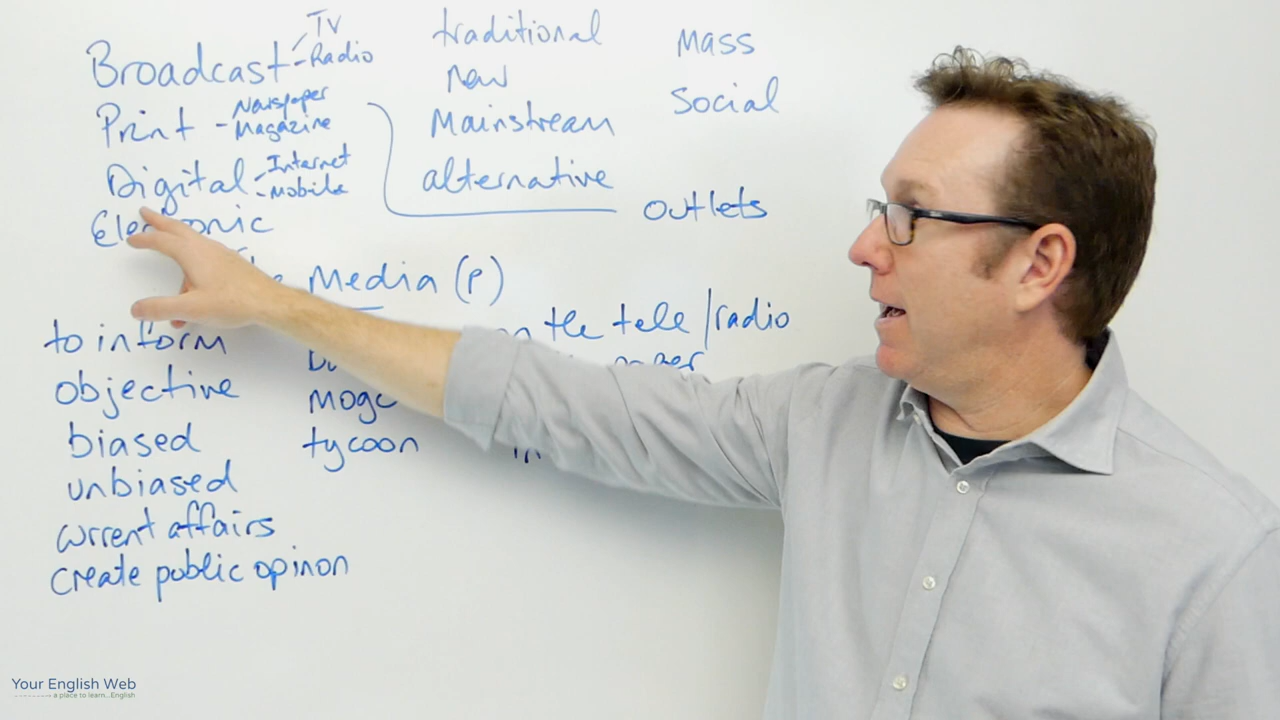 Broadcast - TV
- Radio
Print - Newspaper
Magazine
Digital - Internet
- Mobile
traditional
new
Mainstream
alternative
Mass
Social
outlets
Media (P)
to inform
objective
biased
unbiased
current affairs
create public opinon
tycoon
the tele / radio
Your English Web
a place to learn...English